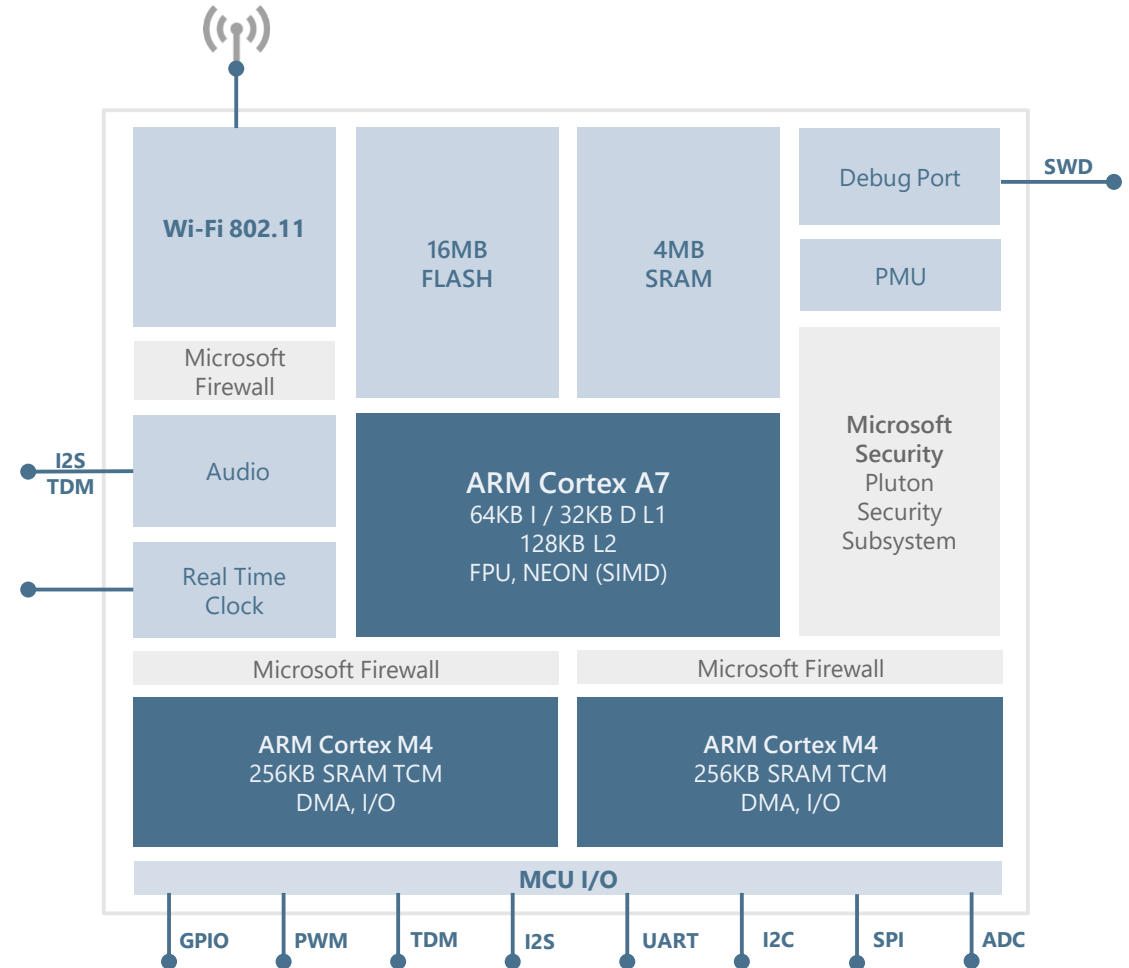 Wi-Fi 802.11
16MB
FLASH
4MB
SRAM
Debug Port
SWD
PMU
Microsoft
Firewall
I2S
TDM
Audio
Real Time
Clock
ARM Cortex A7
64KB I / 32KB D L1
128KB L2
FPU, NEON (SIMD)
Microsoft
Security
Pluton
Security
Subsystem
Microsoft Firewall
Microsoft Firewall
ARM Cortex M4
256KB SRAM TCM
DMA, I/O
ARM Cortex M4
256KB SRAM TCM
DMA, I/O
MCU I/O
GPIO
PWM
TDM
I2S
UART
I2C
SPI
ADC